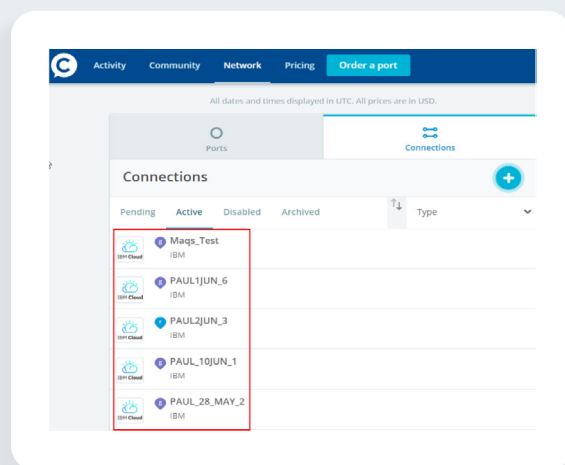 C Activity Community Network Pricing Order a port
All dates and times displayed in UTC. All prices are in USD.
Ports Connections
Connections +
Pending Active Disabled Archived Type
IBM Cloud g Maqs_Test
IBM
IBM Cloud g PAUL1JUN_6
IBM
IBM Cloud PAUL2JUN_3
IBM
IBM Cloud g PAUL_10JUN_1
IBM
IBM Cloud g PAUL_28_MAY_2
IBM